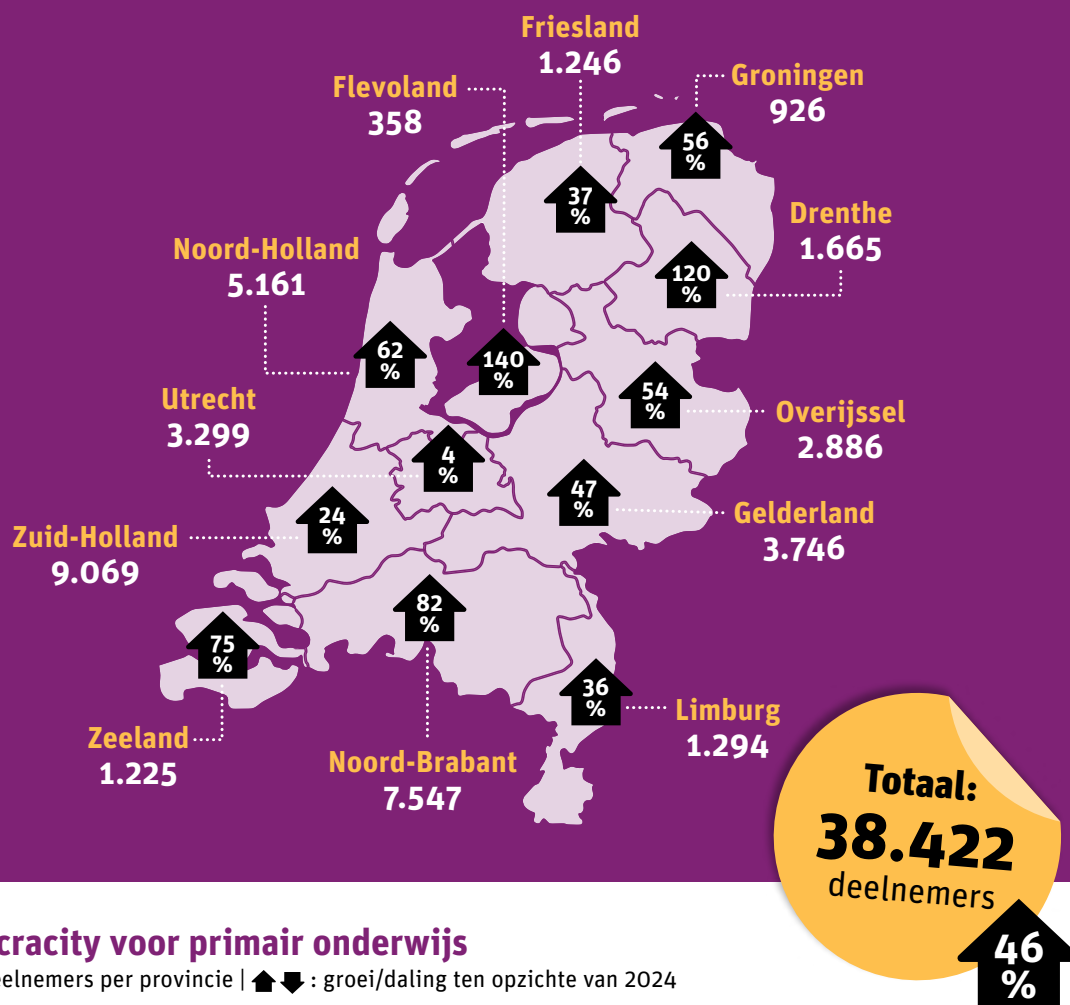 Friesland
1.246
Groningen
926
Flevoland
358
56
%
37
%
Drenthe
1.665
Noord-Holland
5.161
120
%
62
%
140
%
Utrecht
3.299
54
%
Overijssel
2.886
4
%
47
%
24
%
Gelderland
3.746
Zuid-Holland
9.069
82
%
75
%
36
%
Limburg
1.294
Zeeland
1.225
Noord-Brabant
7.547
Totaal:
38.422
deelnemers
46
%
cracity voor primair onderwijs
eelnemers per provincie | : groei/daling ten opzichte van 2024